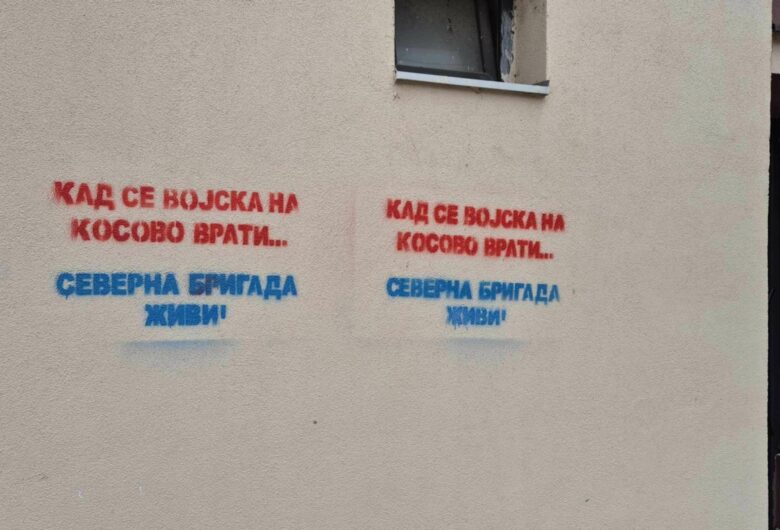 КАД СЕ ВОЈСКА НА
КОСОВО ВРАТИ...
СЕВЕРНА БРИГАДА
ЖИВИ!
КАД СЕ ВОЈСКА НА
КОСОВО ВРАТИ...
СЕВЕРНА БРИГАДА
ЖИВИ!